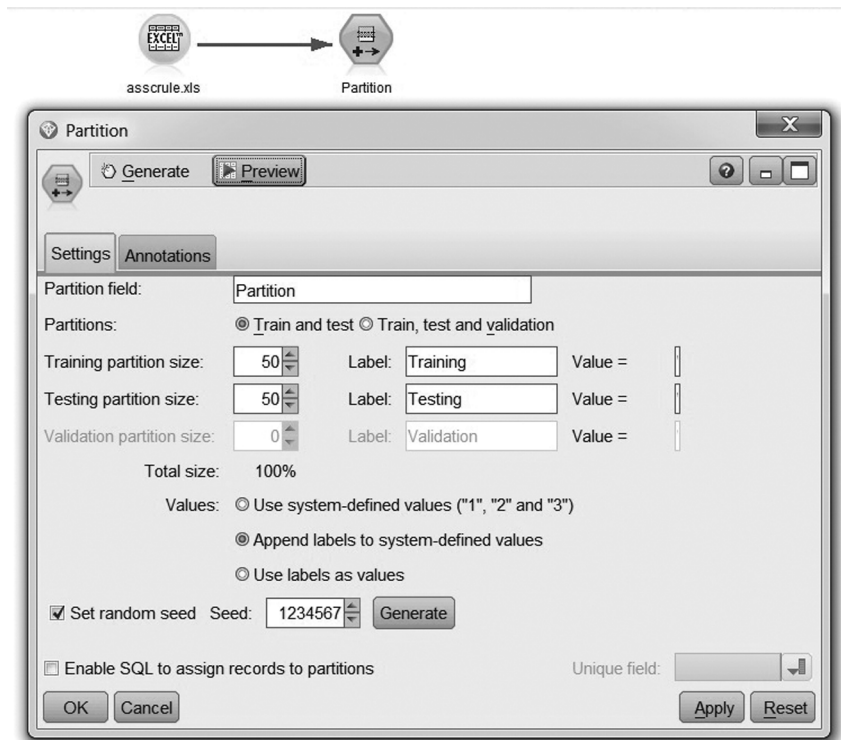 EXCEL™
asscrule.xls Partition
Partition
X
Generate Preview
?
Settings Annotations
Partition field: Partition
Partitions: Train and test Train, test and validation
Training partition size: 50 Label: Training Value =
Testing partition size: 50 Label: Testing Value =
Validation partition size: 0 Label: Validation Value =
Total size: 100%
Values: Use system-defined values ("1", "2" and "3")
Append labels to system-defined values
Use labels as values
Set random seed Seed: 1234567 Generate
Enable SQL to assign records to partitions Unique field:
OK Cancel Apply Reset